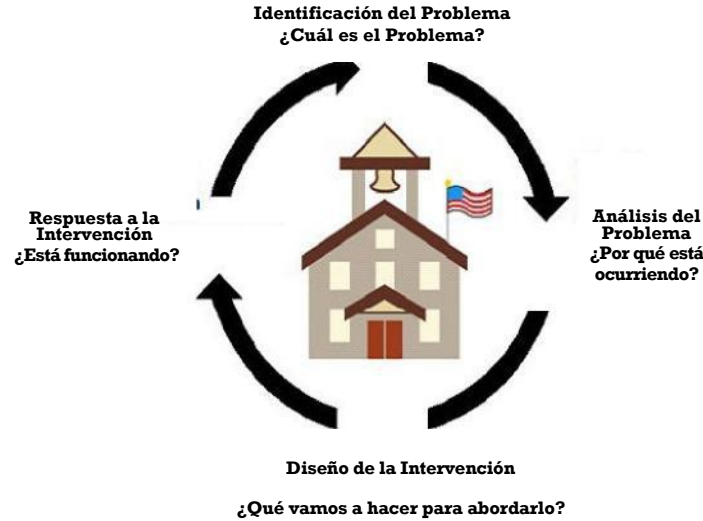 Identificación del Problema
¿Cuál es el Problema?
Análisis del
Problema
¿Por qué está
ocurriendo?
Diseño de la Intervención
¿Qué vamos a hacer para abordarlo?
Respuesta a la
Intervención
¿Está funcionando?